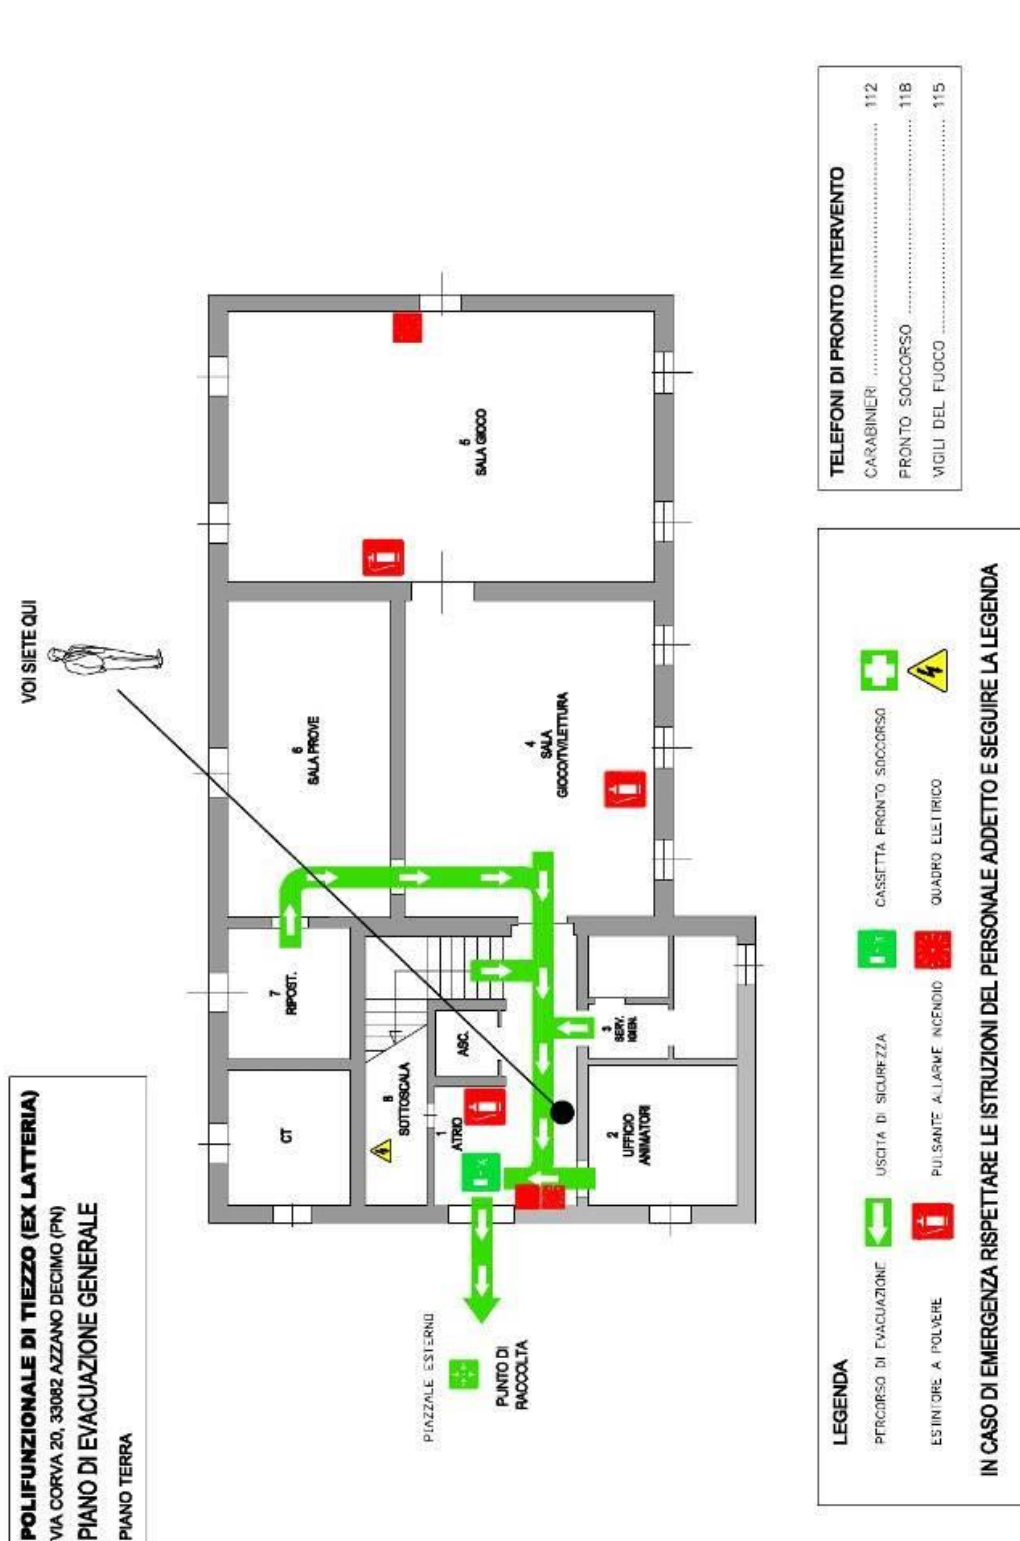 POLIFUNZIONALE DI TIEZZO (EX LATTERIA)
VIA CORVA 20, 33082 AZZANO DECIMO (PN)
PIANO DI EVACUAZIONE GENERALE
PIANO TERRA
VOI SIETE QUI
CT
7
RIPOST.
6
SALA PROVE
8
SOTTOSCALA
ASC.
1
ATRIO
5
SALA GIOCO
4
SALA
GIOCO/TV/LETTURA
3
SERV.
IGIEN.
2
UFFICIO
ANIMATORI
PIAZZALE ESTERNO
PUNTO DI
RACCOLTA
LEGENDA
PERCORSO DI EVACUAZIONE
USCITA DI SICUREZZA
CASSETTA PRONTO SOCCORSO
ESTINTORE A POLVERE
PULSANTE ALLARME INCENDIO
QUADRO ELETTRICO
IN CASO DI EMERGENZA RISPETTARE LE ISTRUZIONI DEL PERSONALE ADDETTO E SEGUIRE LA LEGENDA
TELEFONI DI PRONTO INTERVENTO
CARABINIERI ........ 112
PRONTO SOCCORSO ........ 118
VIGILI DEL FUOCO ........ 115